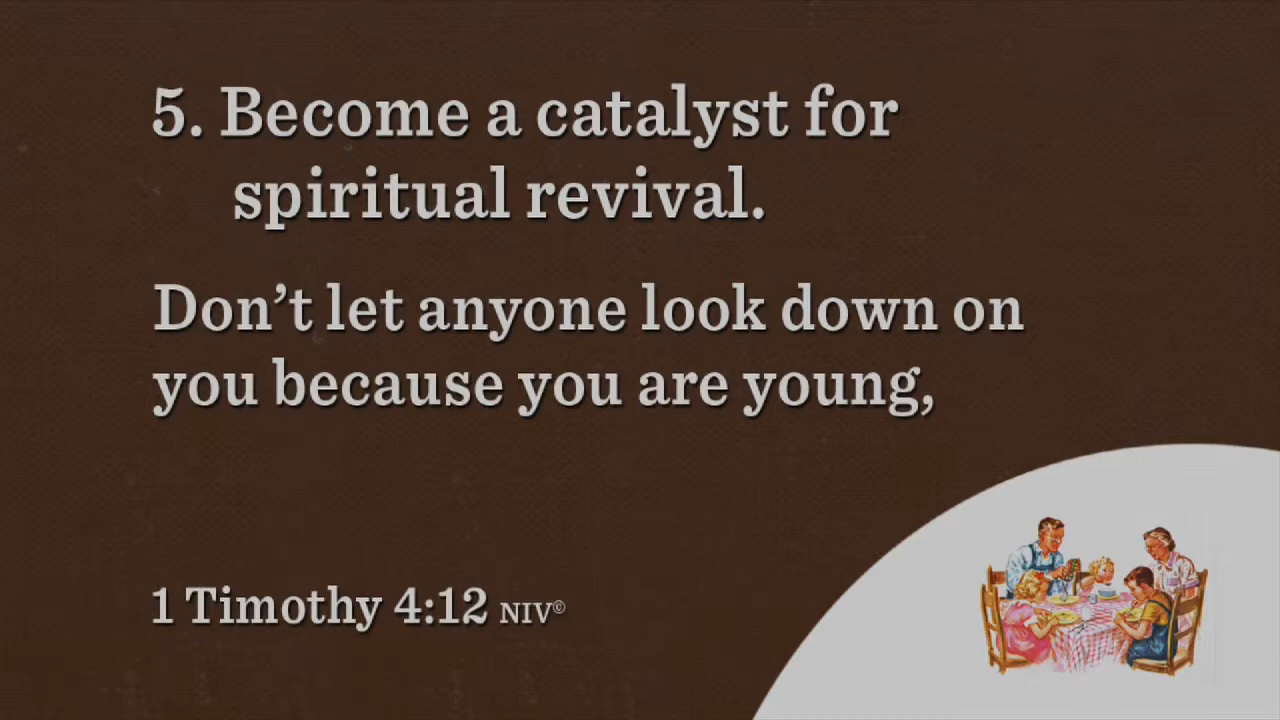 5. Become a catalyst for
spiritual revival.
Don’t let anyone look down on
you because you are young,
1 Timothy 4:12 NIV©